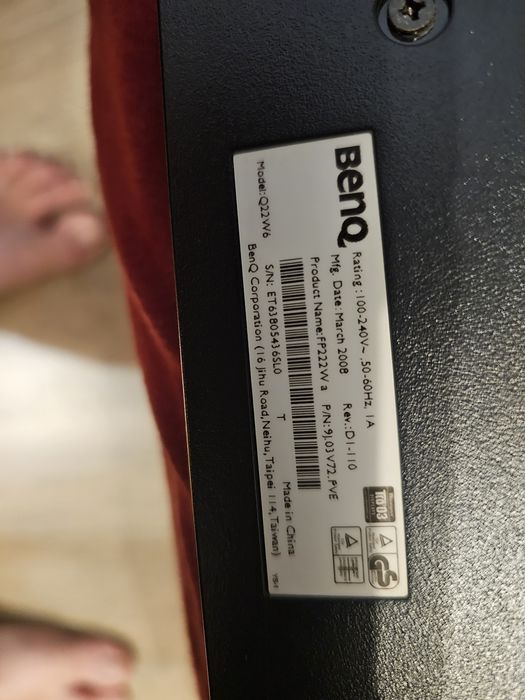 BenQ
Rating :100-240V~ ,50-60Hz, 1A
Mfg. Date:March 2008 Rev.:D1-110
Product Name:FP222W a P/N:9J.03V72.PVE
S/N: ET63805436SL0 T Made in China
Model:Q22W6 BenQ Corporation (16 Jihu Road,Neihu, Taipei 114,Taiwan)
GS